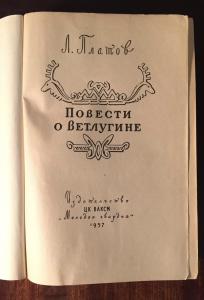 Л. Платов
ПОВЕСТИ
О ВЕТЛУГИНЕ
Издательство
ЦК ВЛКСМ
„Молодая гвардия“
1957